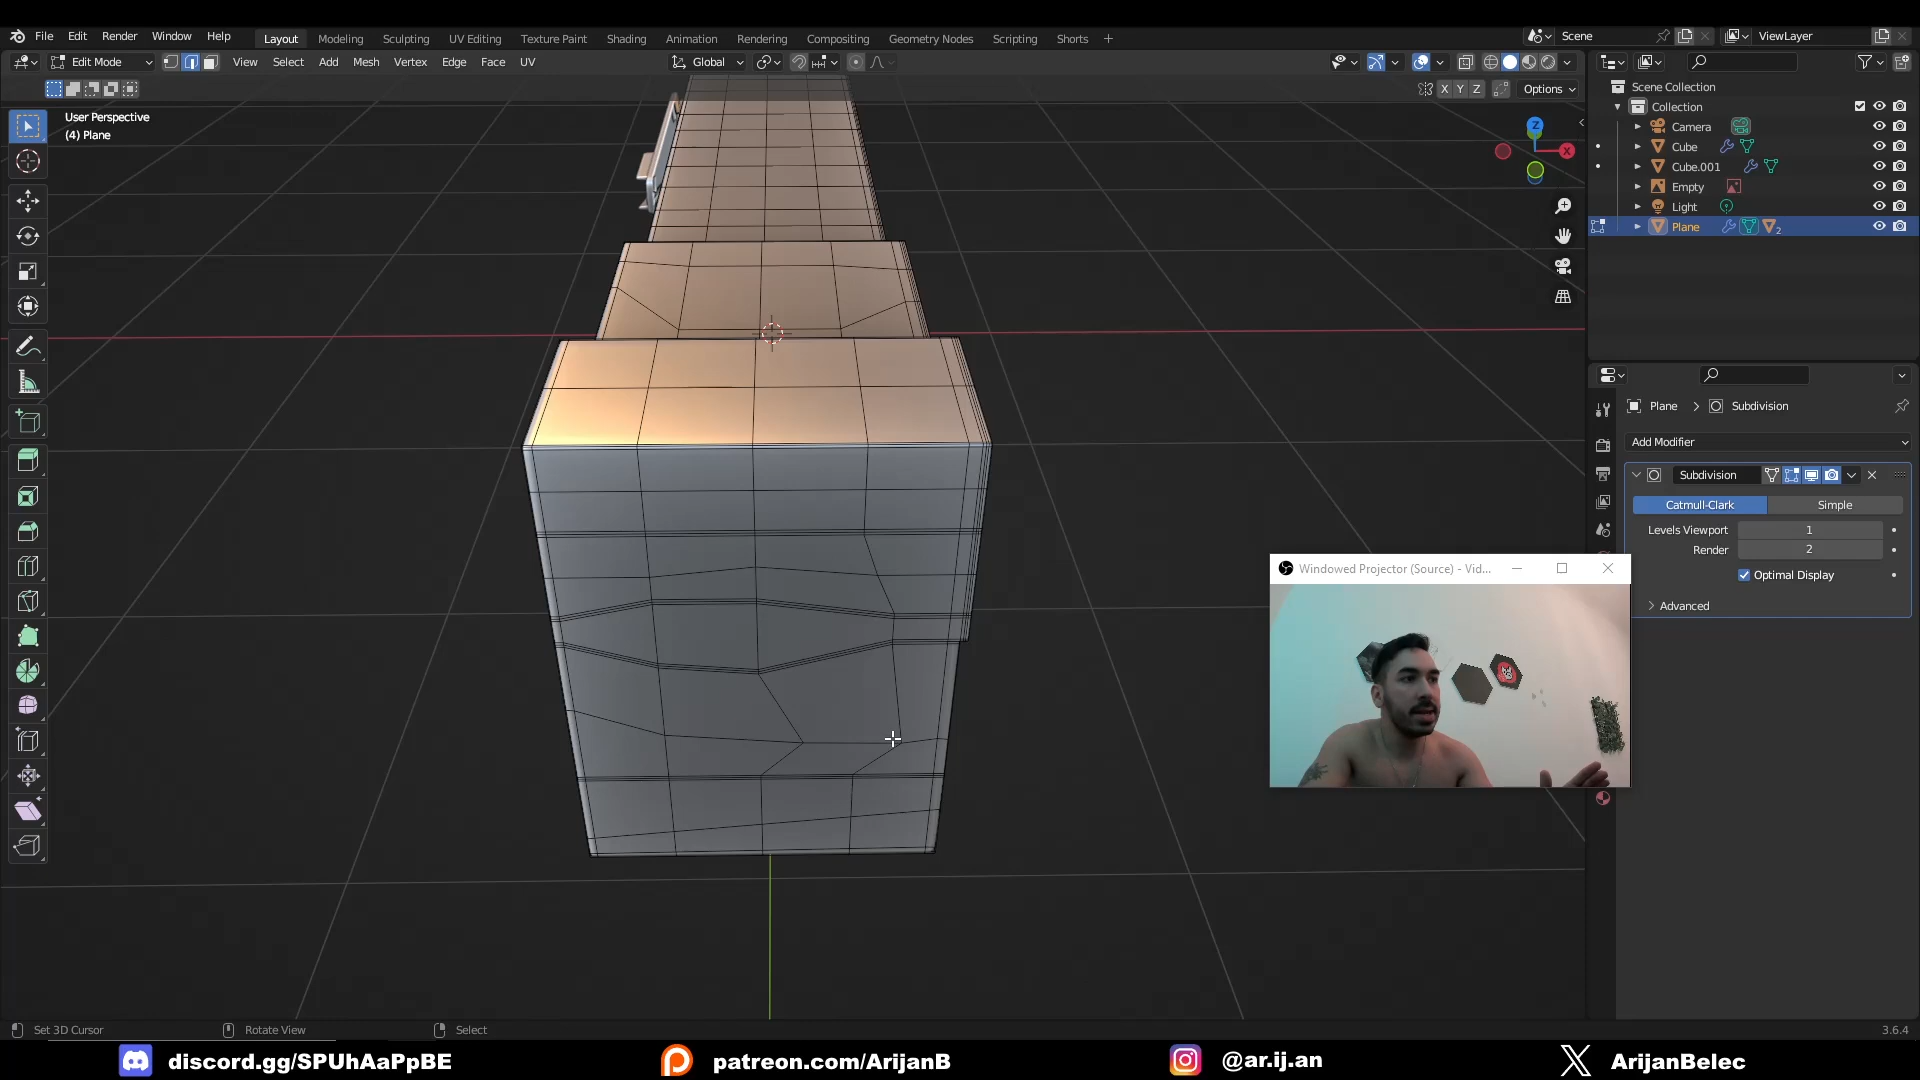 File Edit Render Window Help
Layout Modeling Sculpting UV Editing Texture Paint Shading Animation Rendering Compositing Geometry Nodes Scripting Shorts +
Scene
ViewLayer
Edit Mode
View Select Add Mesh Vertex Edge Face UV
Global
X Y Z
Options
User Perspective
(4) Plane
Z
X
Scene Collection
Collection
Camera
Cube
Cube.001
Empty
Light
Plane
2
Plane > Subdivision
Add Modifier
Subdivision
Catmull-Clark Simple
Levels Viewport 1
Render 2
Optimal Display
Advanced
Windowed Projector (Source) - Vid...
Set 3D Cursor
Rotate View
Select
3.6.4
discord.gg/SPUhAaPpBE
patreon.com/ArijanB
@ar.ij.an
ArijanBelec